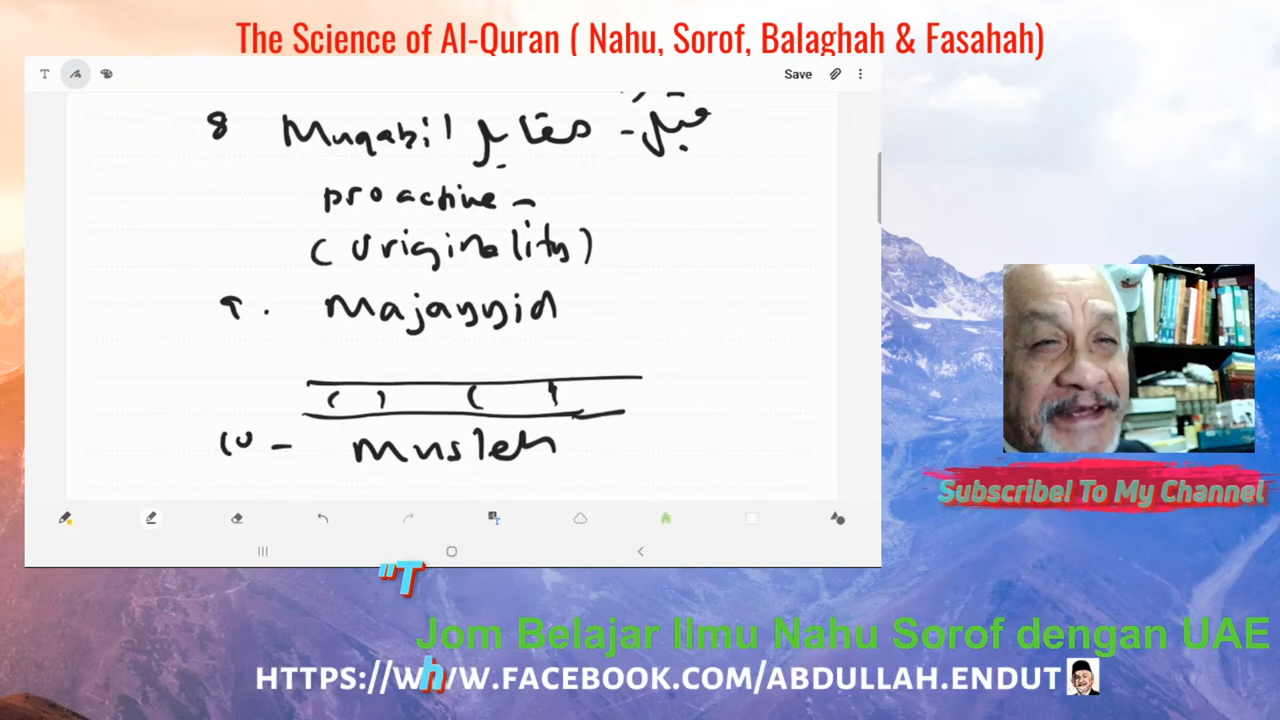 The Science of Al-Quran ( Nahu, Sorof, Balaghah & Fasahah)
T Save
8 Muqabil مقابل - قبل
proactive -
(Originality)
9. Majayyid
10 - Musleh
Subscribe! To My Channel
"T
Jom Belajar Ilmu Nahu Sorof dengan UAE
h
HTTPS://WWW.FACEBOOK.COM/ABDULLAH.ENDUT